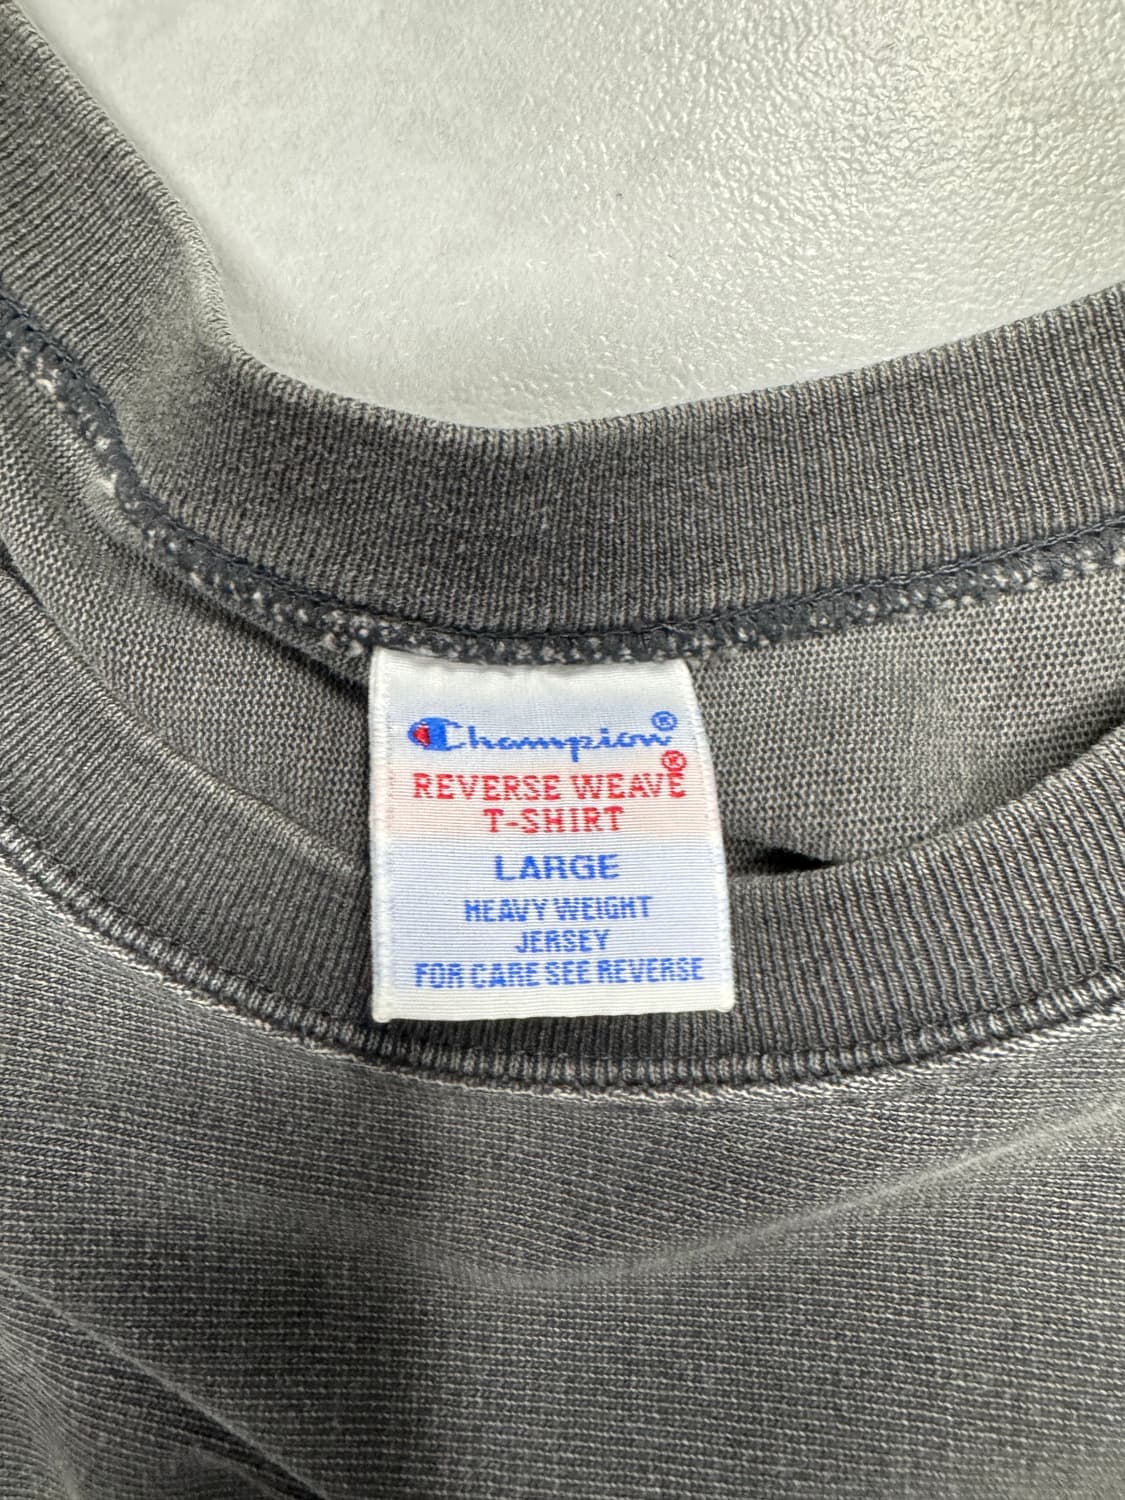 Champion®
REVERSE WEAVE®
T-SHIRT
LARGE
HEAVY WEIGHT
JERSEY
FOR CARE SEE REVERSE